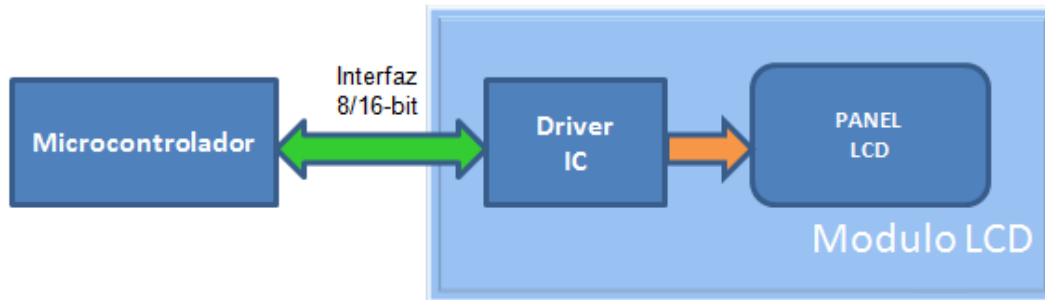 Interfaz
8/16-bit
Microcontrolador
Driver
IC
PANEL
LCD
Modulo LCD